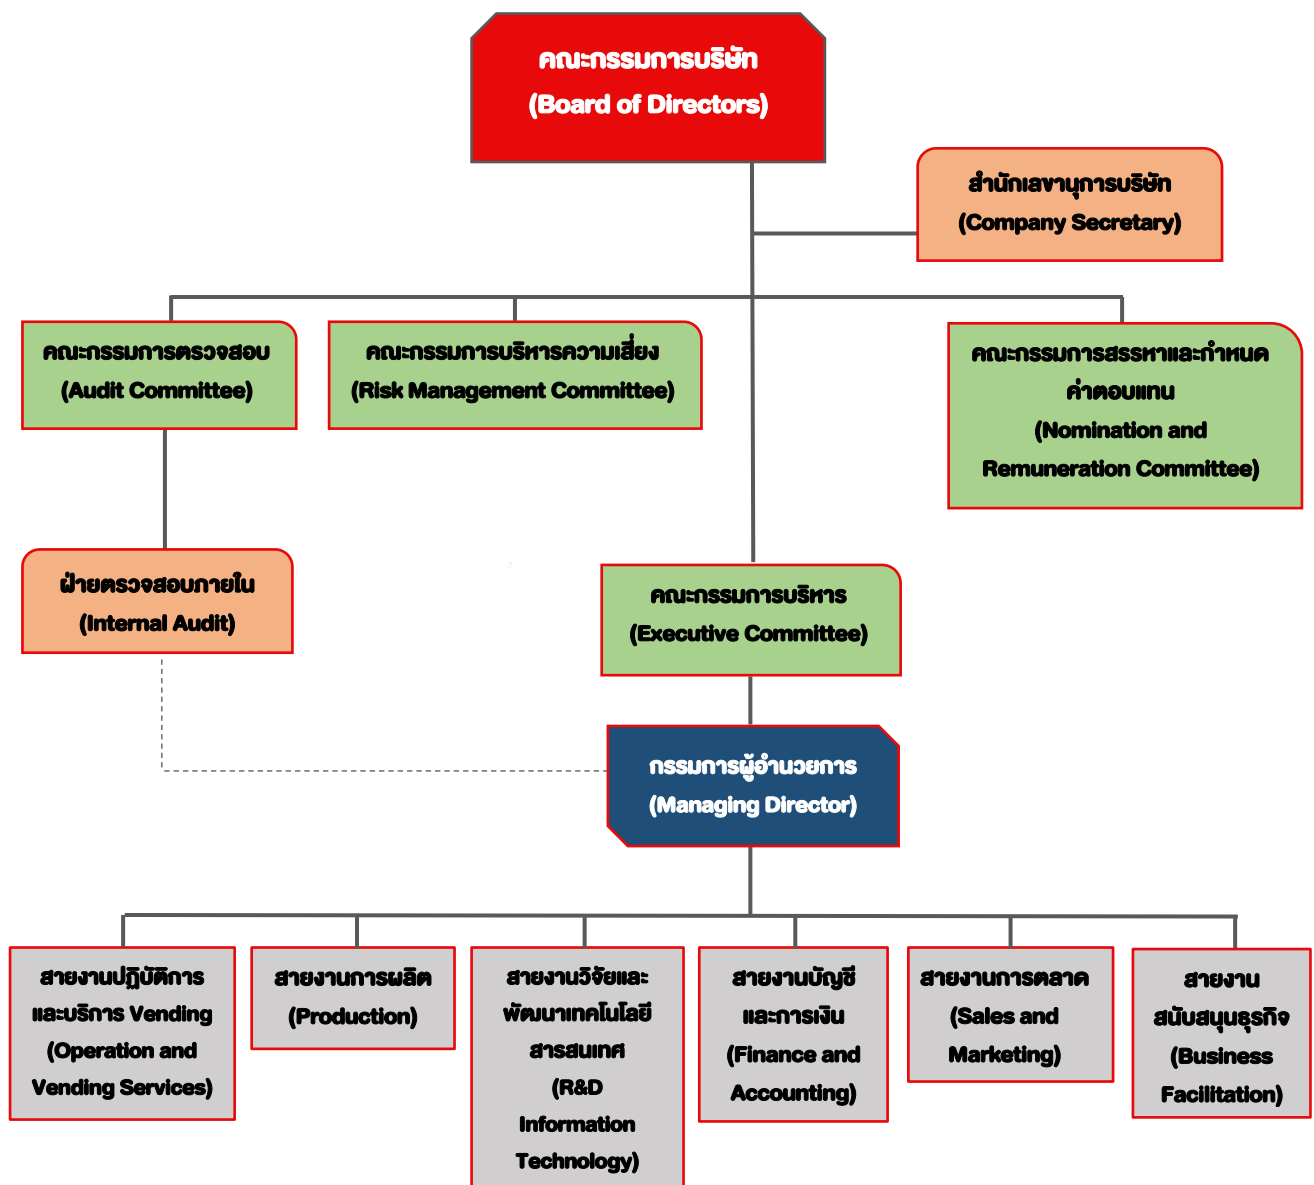 คณะกรรมการบริษัท
(Board of Directors)
สำนักเลขานุการบริษัท
(Company Secretary)
คณะกรรมการตรวจสอบ
(Audit Committee)
คณะกรรมการบริหารความเสี่ยง
(Risk Management Committee)
คณะกรรมการสรรหาและกำหนด
ค่าตอบแทน
(Nomination and
Remuneration Committee)
ฝ่ายตรวจสอบภายใน
(Internal Audit)
คณะกรรมการบริหาร
(Executive Committee)
กรรมการผู้อำนวยการ
(Managing Director)
สายงานปฏิบัติการ
และบริการ Vending
(Operation and
Vending Services)
สายงานการผลิต
(Production)
สายงานวิจัยและ
พัฒนาเทคโนโลยี
สารสนเทศ
(R&D
Information
Technology)
สายงานบัญชี
และการเงิน
(Finance and
Accounting)
สายงานการตลาด
(Sales and
Marketing)
สายงาน
สนับสนุนธุรกิจ
(Business
Facilitation)